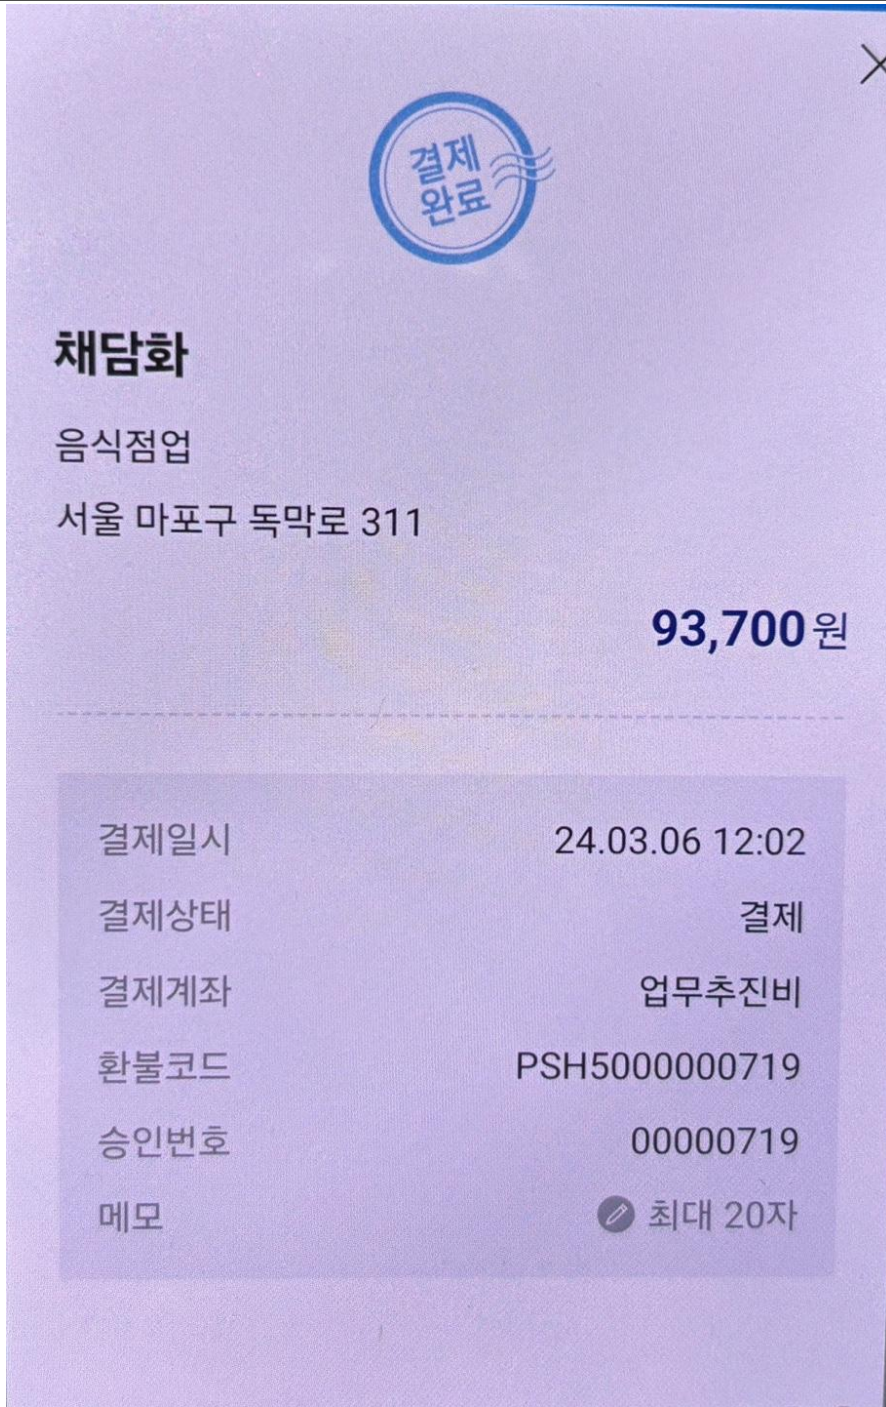 결제
완료
채담화
음식점업
서울 마포구 독막로 311
93,700원
결제일시 24.03.06 12:02
결제상태 결제
결제계좌 업무추진비
환불코드 PSH5000000719
승인번호 00000719
메모 최대 20자